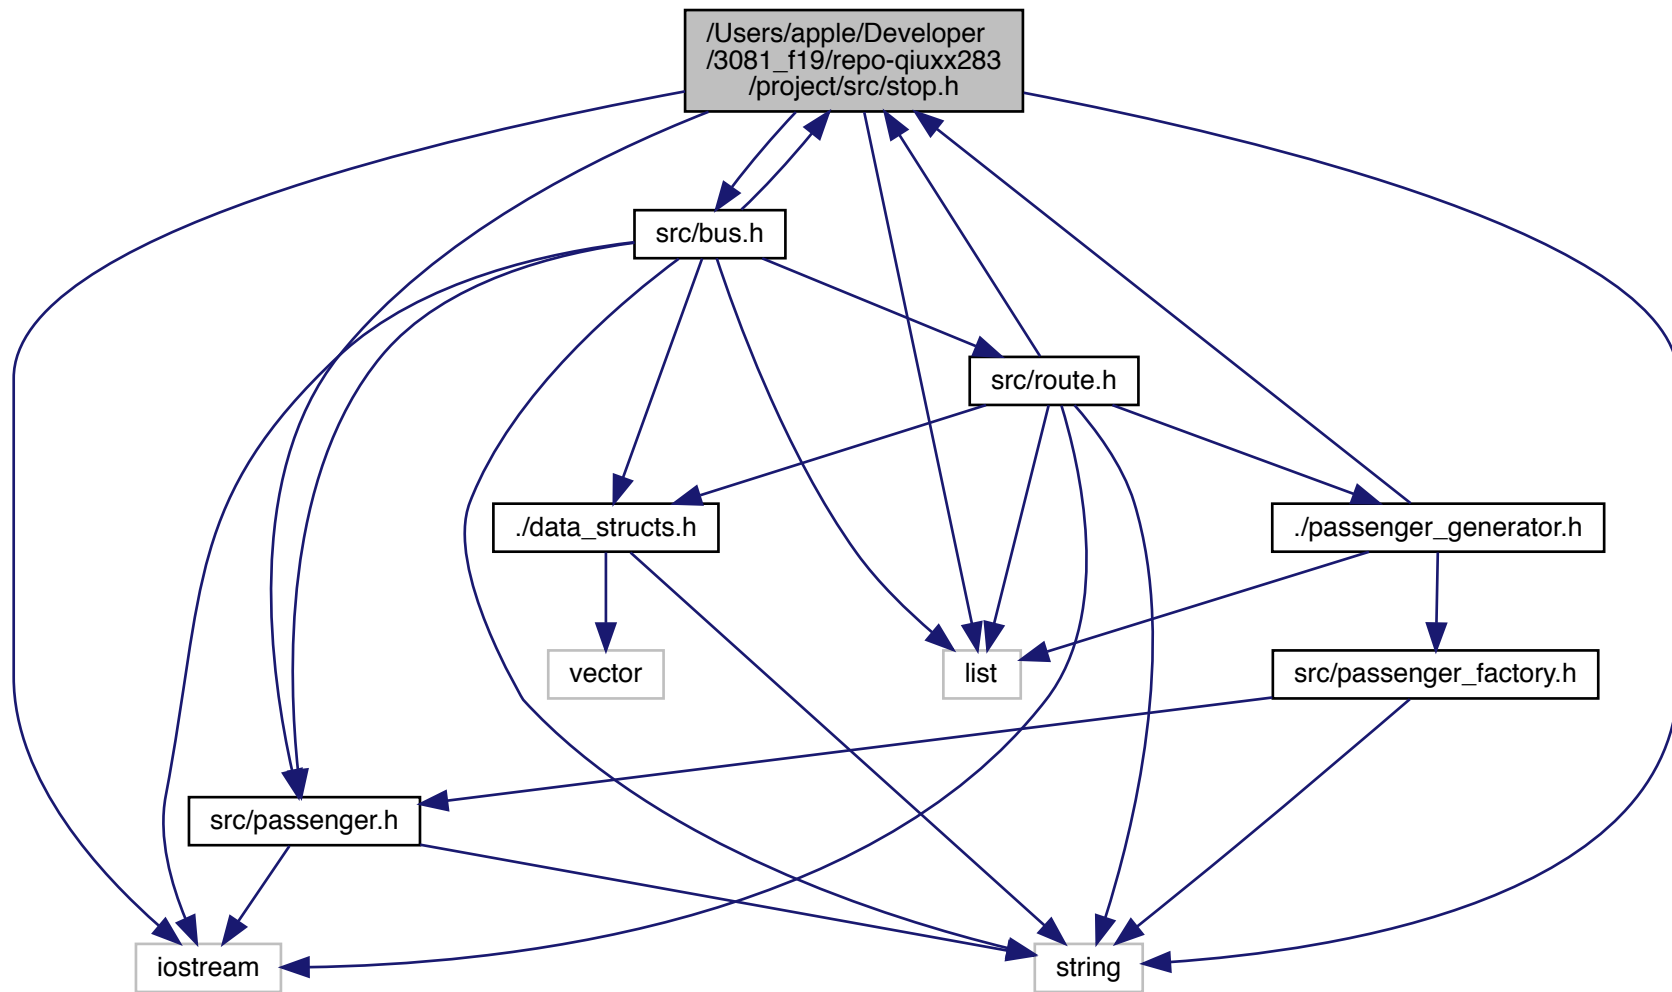 /Users/apple/Developer
/3081_f19/repo-qiuxx283
/project/src/stop.h
src/bus.h
src/route.h
./data_structs.h
./passenger_generator.h
vector
list
src/passenger_factory.h
src/passenger.h
iostream
string